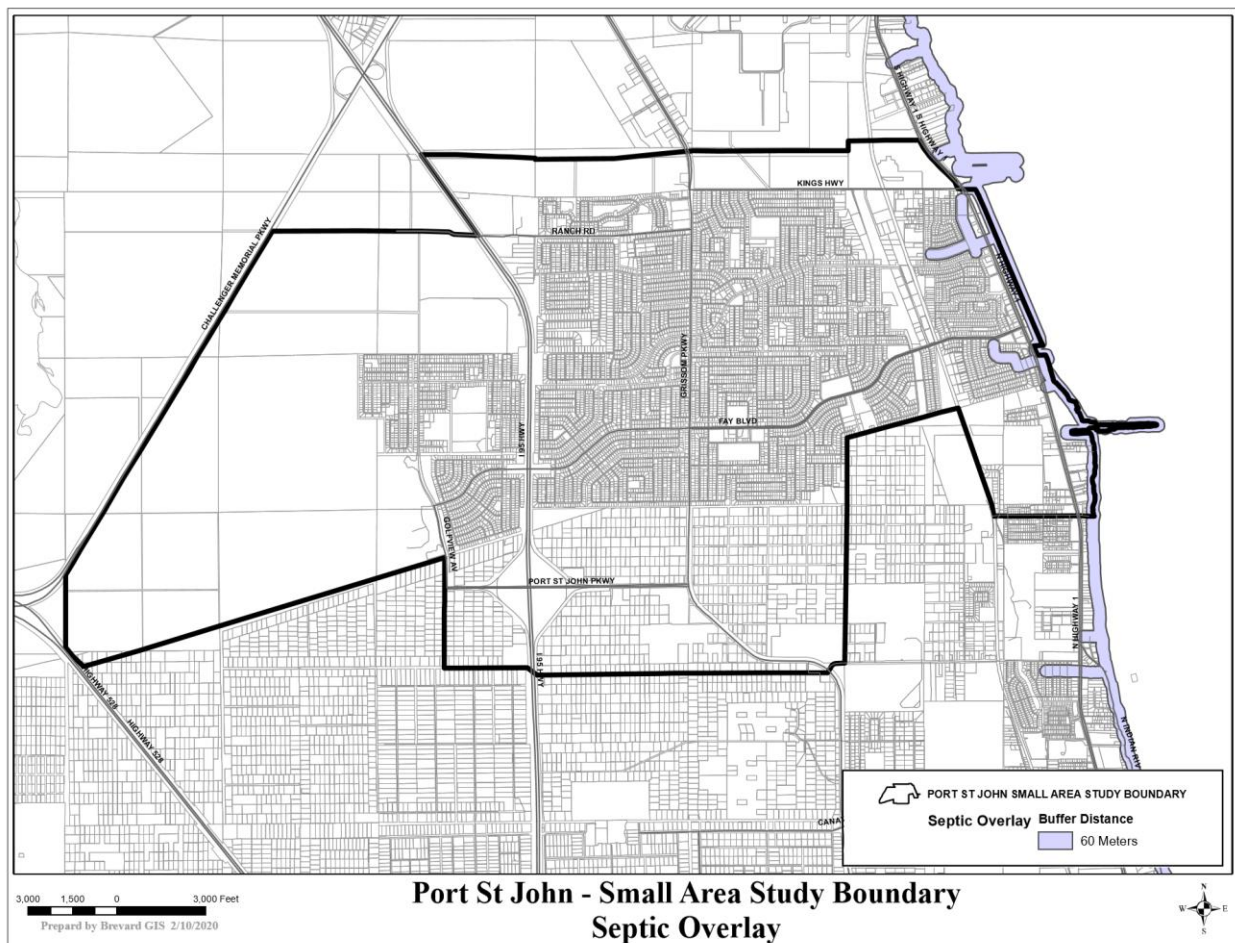 S HIGHWAY 1
S HIGHWAY 1
KINGS HWY
RANCH RD
CHALLENGER MEMORIAL PKWY
N HIGHWAY 1
GRISSOM PKWY
I 95 HWY
FAY BLVD
GOLFVIEW AV
PORT ST JOHN PKWY
N HIGHWAY 1
I 95 HWY
HIGHWAY 528
HIGHWAY 528
N INDIAN RIV
CANA
PORT ST JOHN SMALL AREA STUDY BOUNDARY
Septic Overlay Buffer Distance
60 Meters
3,000 1,500 0 3,000 Feet
Prepared by Brevard GIS 2/10/2020
Port St John - Small Area Study Boundary
Septic Overlay
N
W E
S